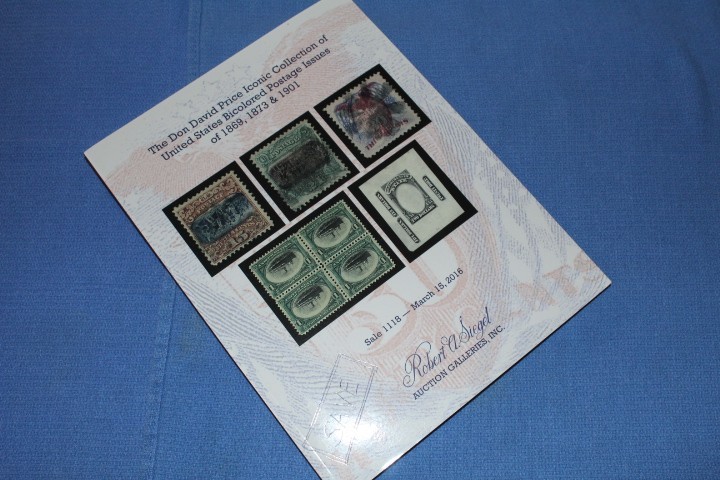 The Don David Price Iconic Collection of
United States Bicolored Postage Issues
of 1869, 1873 & 1901
Sale 1118 — March 15, 2016
Robert A. Siegel
AUCTION GALLERIES, INC.